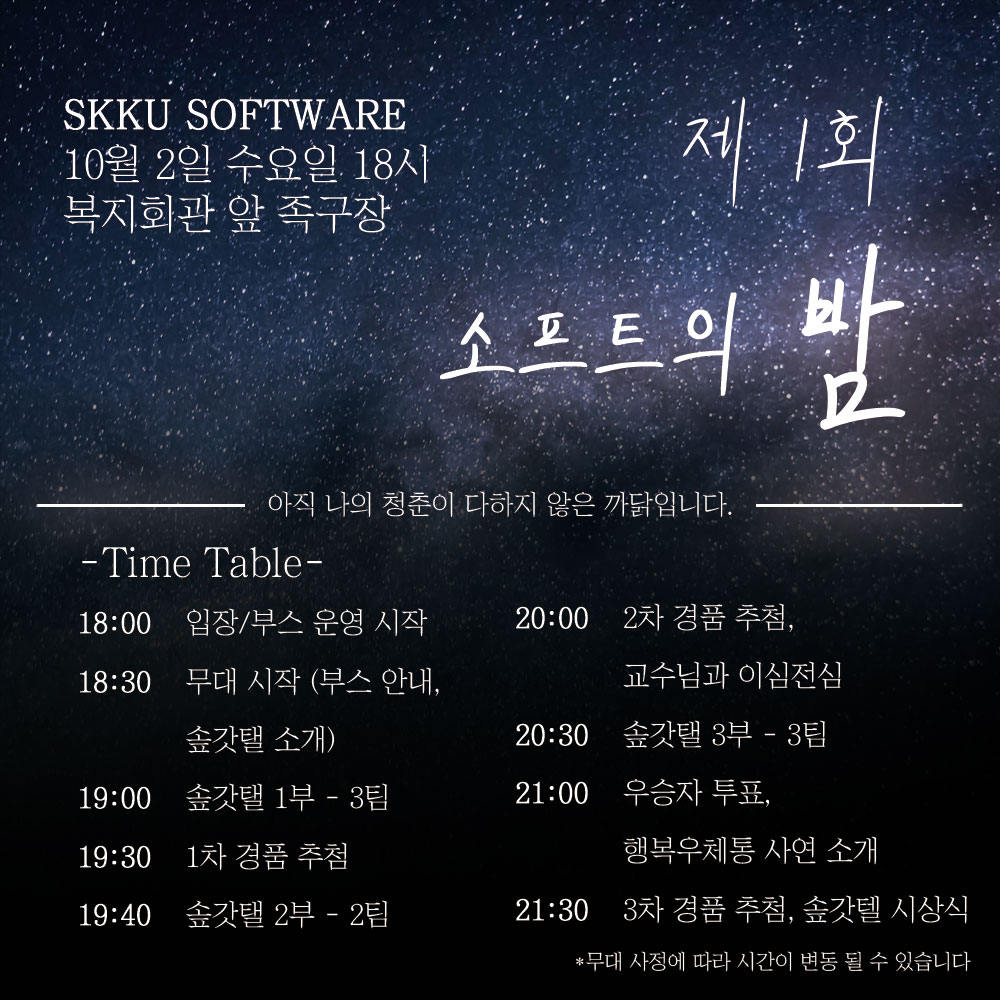 SKKU SOFTWARE
10월 2일 수요일 18시
복지회관 앞 족구장
제 1회
소프트의 밤
아직 나의 청춘이 다하지 않은 까닭입니다.
-Time Table-
18:00 입장/부스 운영 시작
18:30 무대 시작 (부스 안내,
솦갓탤 소개)
19:00 솦갓탤 1부 - 3팀
19:30 1차 경품 추첨
19:40 솦갓탤 2부 - 2팀
20:00 2차 경품 추첨,
교수님과 이심전심
20:30 솦갓탤 3부 - 3팀
21:00 우승자 투표,
행복우체통 사연 소개
21:30 3차 경품 추첨, 솦갓텔 시상식
*무대 사정에 따라 시간이 변동 될 수 있습니다